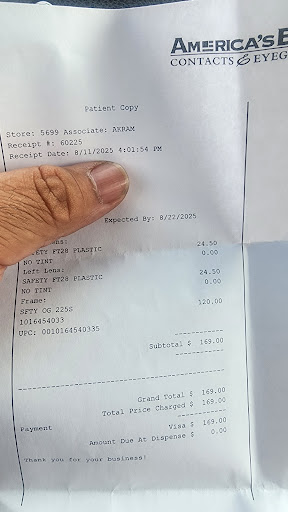 AMERICA'S B
CONTACTS & EYEG
Patient Copy
Store: 5699 Associate: AKRAM
Receipt #: 60225
Receipt Date: 8/11/2025 4:01:54 PM
Expected By: 8/22/2025
Lens: 24.50
SAFETY FT28 PLASTIC 0.00
NO TINT
Left Lens: 24.50
SAFETY FT28 PLASTIC 0.00
NO TINT
Frame: 120.00
SFTY OG 225S
1016454033
UPC: 0010164540335
Subtotal $ 169.00
Grand Total $ 169.00
Total Price Charged $ 169.00
Payment Visa $ 169.00
Amount Due At Dispense $ 0.00
Thank you for your business!